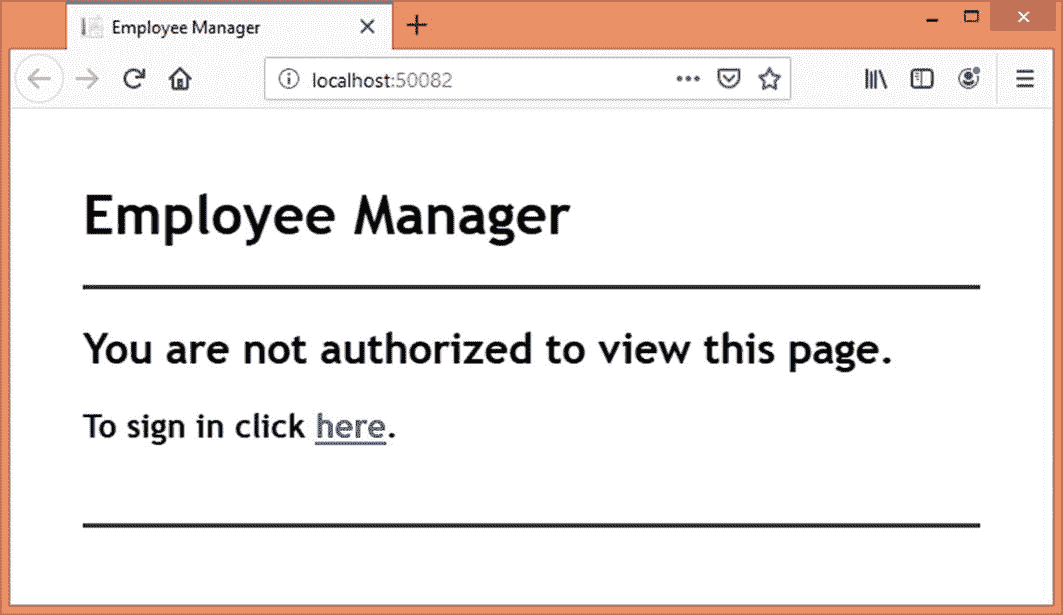 Employee Manager
localhost:50082
Employee Manager
You are not authorized to view this page.
To sign in click here.